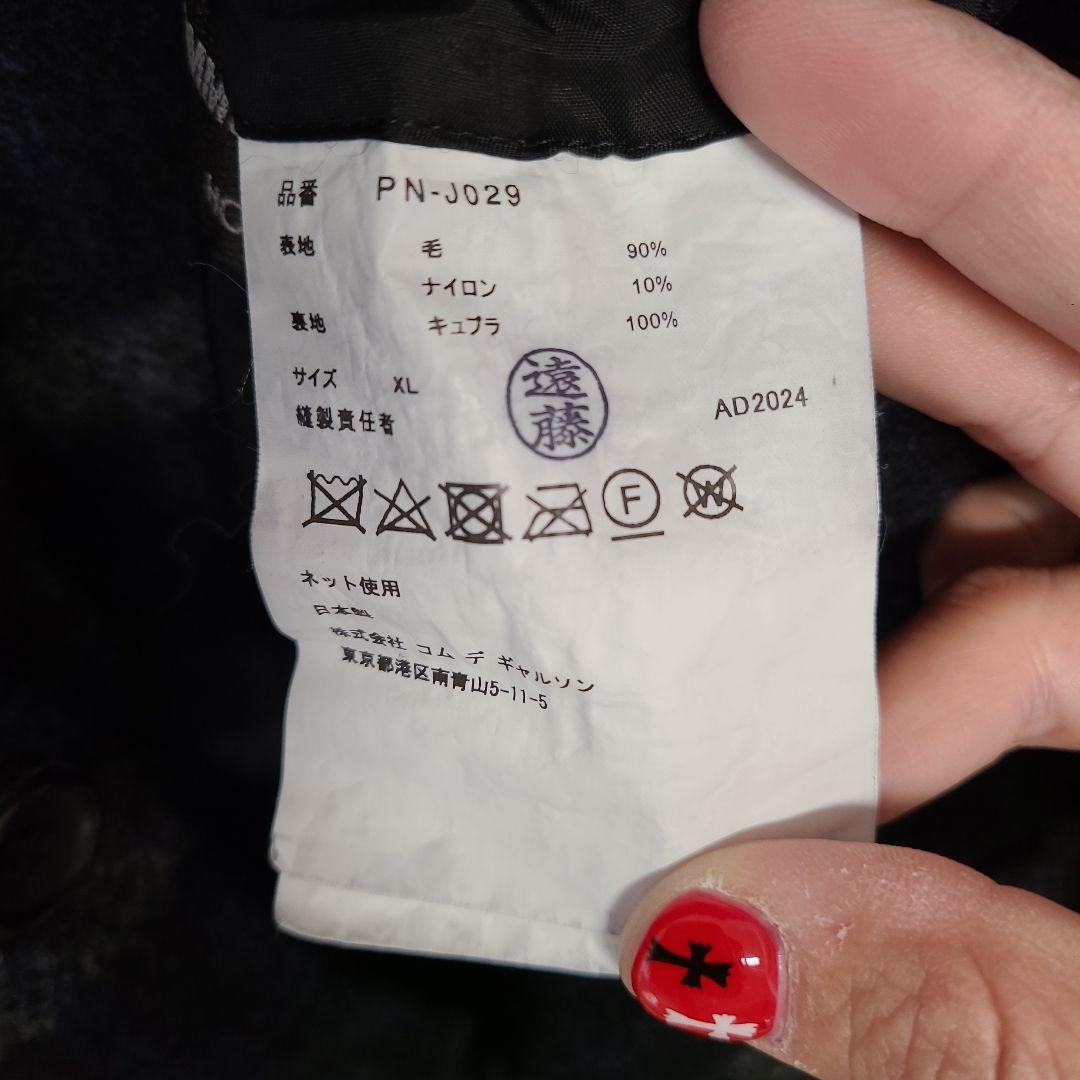 品番 PN-J029
表地 毛 90%
ナイロン 10%
裏地 キュプラ 100%
サイズ XL
縫製責任者 遠藤 AD2024
F W
ネット使用
日本製
株式会社 コム デ ギャルソン
東京都港区南青山5-11-5